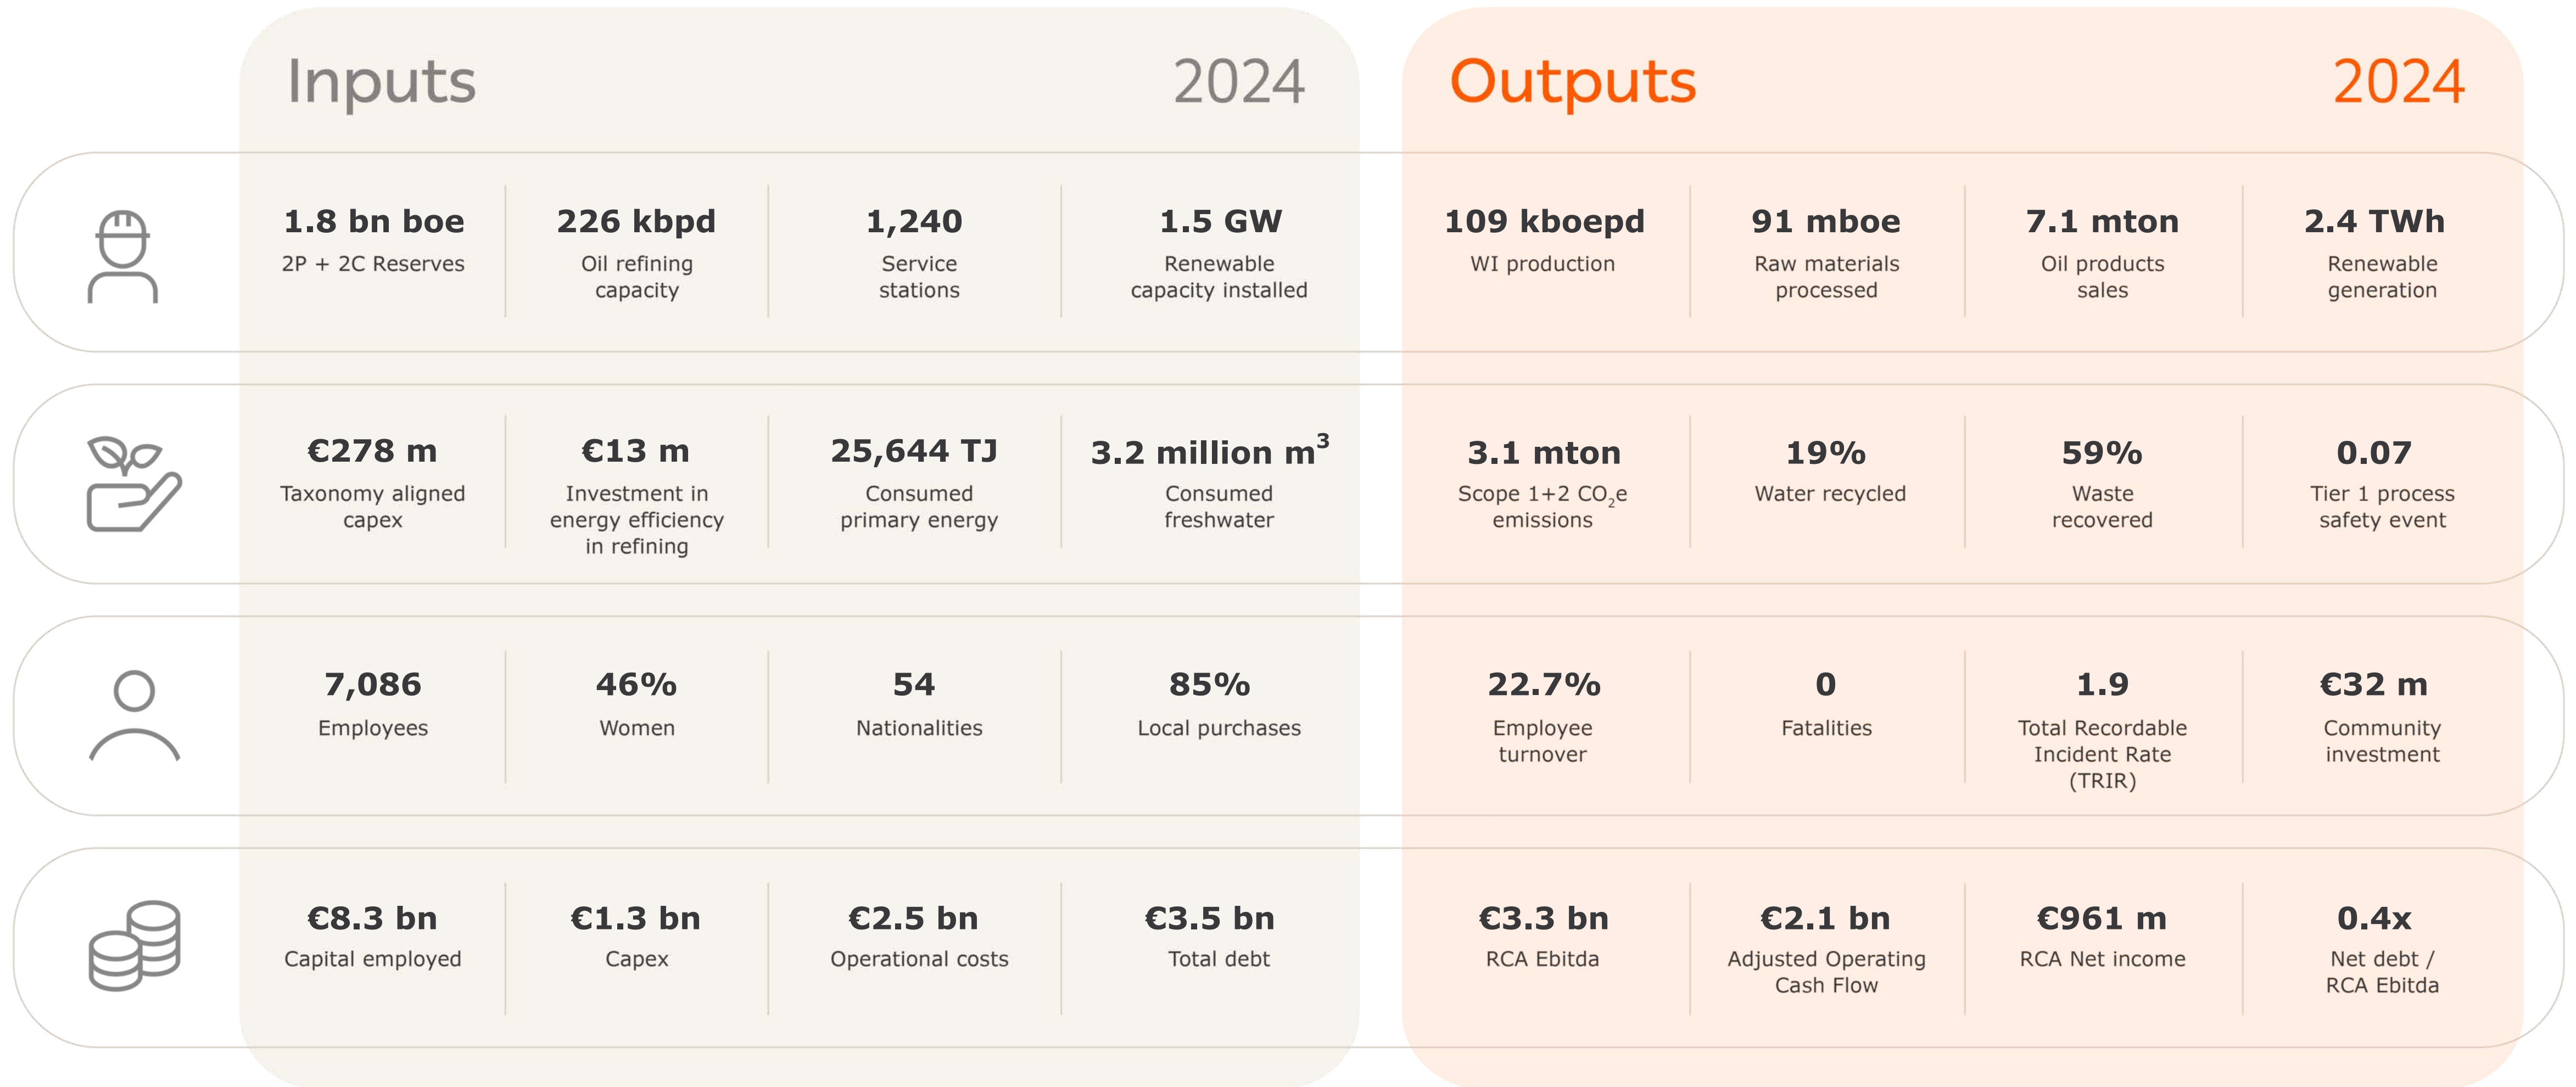 Inputs 2024
Outputs 2024
1.8 bn boe
2P + 2C Reserves
226 kbpd
Oil refining
capacity
1,240
Service
stations
1.5 GW
Renewable
capacity installed
109 kboepd
WI production
91 mboe
Raw materials
processed
7.1 mton
Oil products
sales
2.4 TWh
Renewable
generation
€278 m
Taxonomy aligned
capex
€13 m
Investment in
energy efficiency
in refining
25,644 TJ
Consumed
primary energy
3.2 million m³
Consumed
freshwater
3.1 mton
Scope 1+2 CO₂e
emissions
19%
Water recycled
59%
Waste
recovered
0.07
Tier 1 process
safety event
7,086
Employees
46%
Women
54
Nationalities
85%
Local purchases
22.7%
Employee
turnover
0
Fatalities
1.9
Total Recordable
Incident Rate
(TRIR)
€32 m
Community
investment
€8.3 bn
Capital employed
€1.3 bn
Capex
€2.5 bn
Operational costs
€3.5 bn
Total debt
€3.3 bn
RCA Ebitda
€2.1 bn
Adjusted Operating
Cash Flow
€961 m
RCA Net income
0.4x
Net debt /
RCA Ebitda